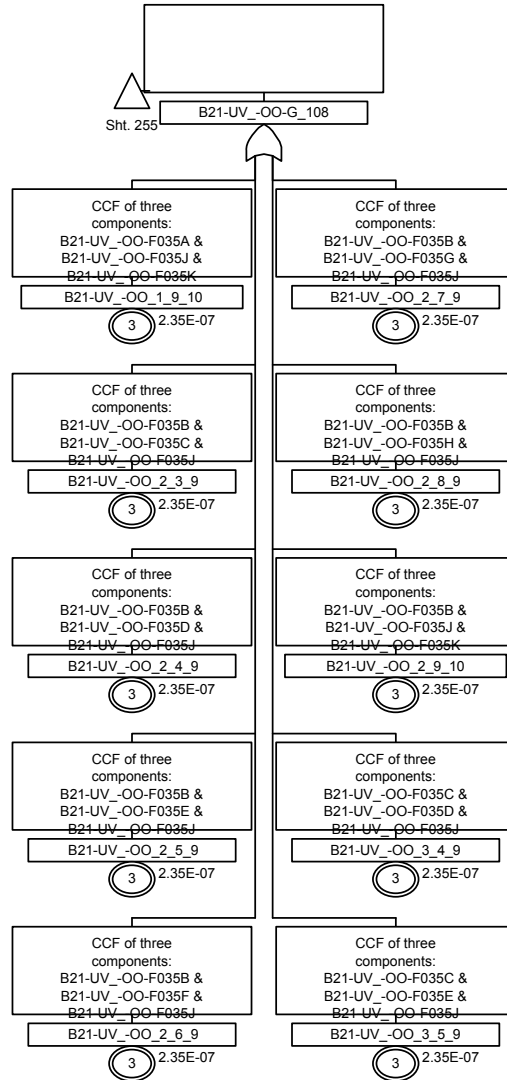 Sht. 255
B21-UV_-OO-G_108
CCF of three
components:
B21-UV_-OO-F035A &
B21-UV_-OO-F035J &
B21-UV_-OO-F035K
B21-UV_-OO_1_9_10
3
2.35E-07
CCF of three
components:
B21-UV_-OO-F035B &
B21-UV_-OO-F035G &
B21-UV_-OO-F035J
B21-UV_-OO_2_7_9
3
2.35E-07
CCF of three
components:
B21-UV_-OO-F035B &
B21-UV_-OO-F035C &
B21-UV_-OO-F035J
B21-UV_-OO_2_3_9
3
2.35E-07
CCF of three
components:
B21-UV_-OO-F035B &
B21-UV_-OO-F035H &
B21-UV_-OO-F035J
B21-UV_-OO_2_8_9
3
2.35E-07
CCF of three
components:
B21-UV_-OO-F035B &
B21-UV_-OO-F035D &
B21-UV_-OO-F035J
B21-UV_-OO_2_4_9
3
2.35E-07
CCF of three
components:
B21-UV_-OO-F035B &
B21-UV_-OO-F035J &
B21-UV_-OO-F035K
B21-UV_-OO_2_9_10
3
2.35E-07
CCF of three
components:
B21-UV_-OO-F035B &
B21-UV_-OO-F035E &
B21-UV_-OO-F035J
B21-UV_-OO_2_5_9
3
2.35E-07
CCF of three
components:
B21-UV_-OO-F035C &
B21-UV_-OO-F035D &
B21-UV_-OO-F035J
B21-UV_-OO_3_4_9
3
2.35E-07
CCF of three
components:
B21-UV_-OO-F035B &
B21-UV_-OO-F035F &
B21-UV_-OO-F035J
B21-UV_-OO_2_6_9
3
2.35E-07
CCF of three
components:
B21-UV_-OO-F035C &
B21-UV_-OO-F035E &
B21-UV_-OO-F035J
B21-UV_-OO_3_5_9
3
2.35E-07